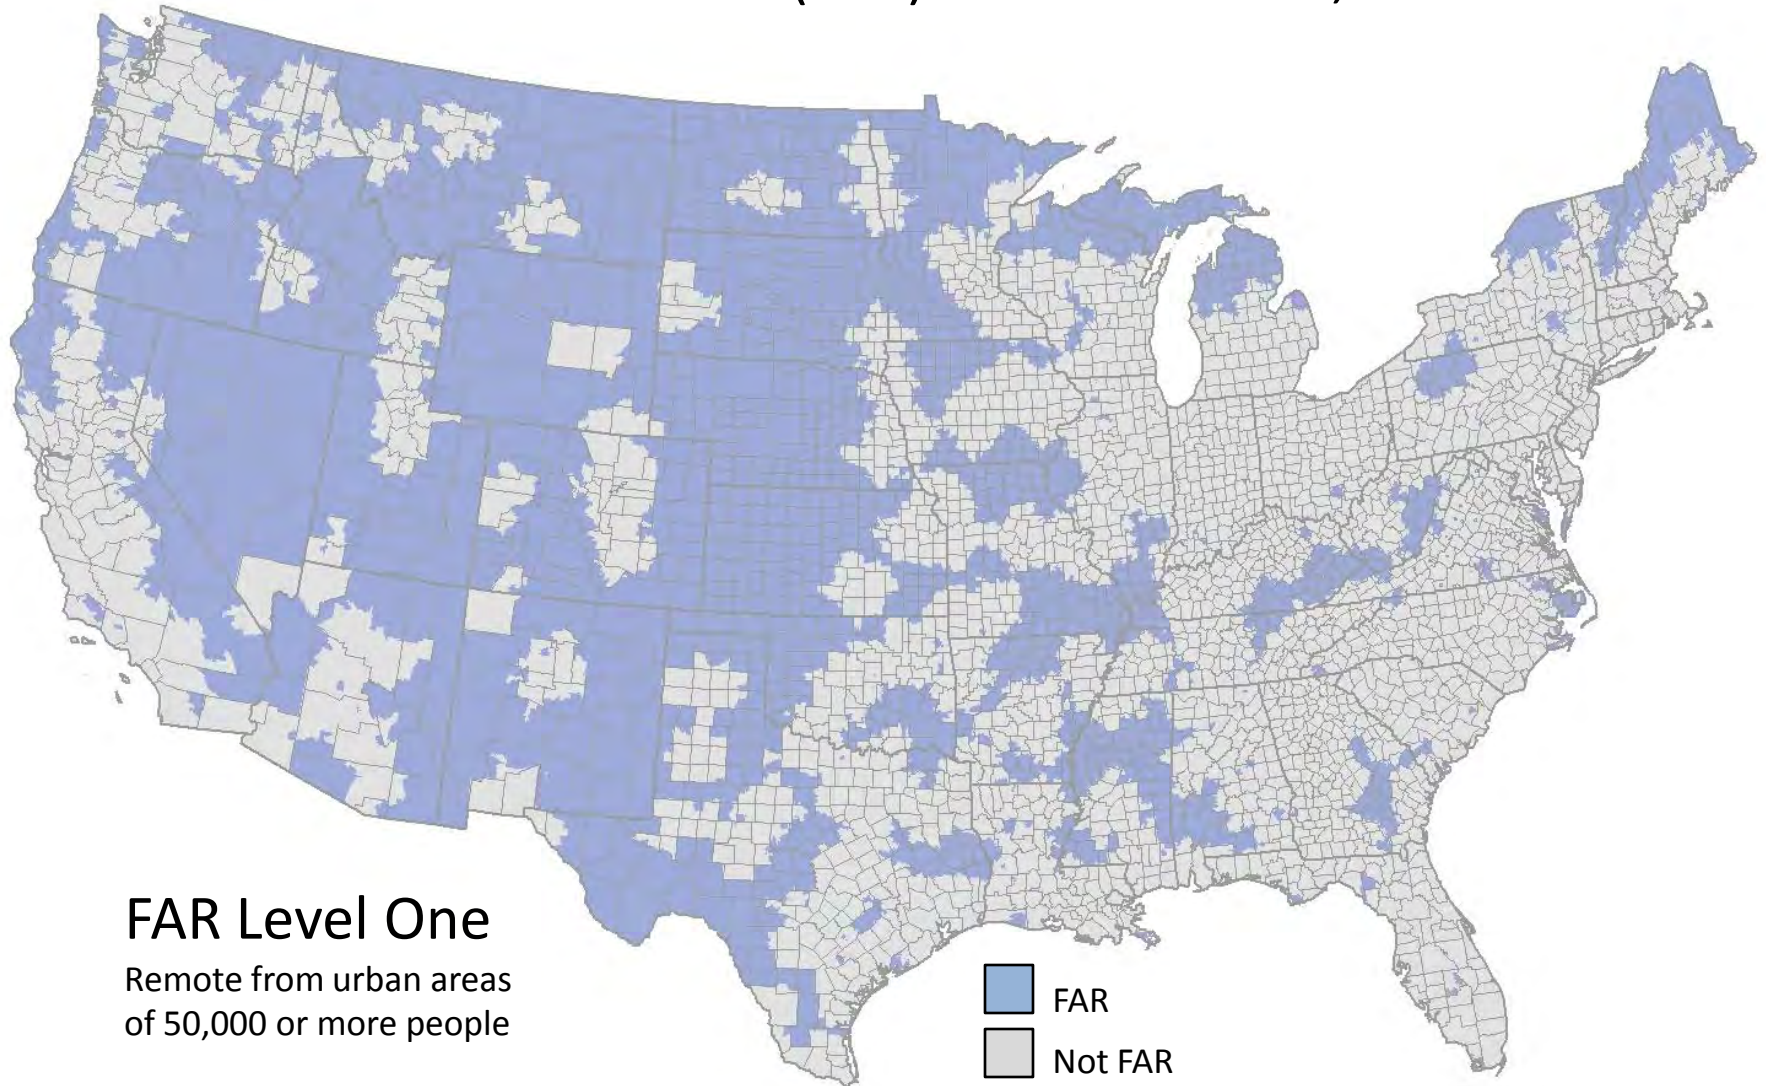 FAR Level One
Remote from urban areas
of 50,000 or more people
FAR
Not FAR